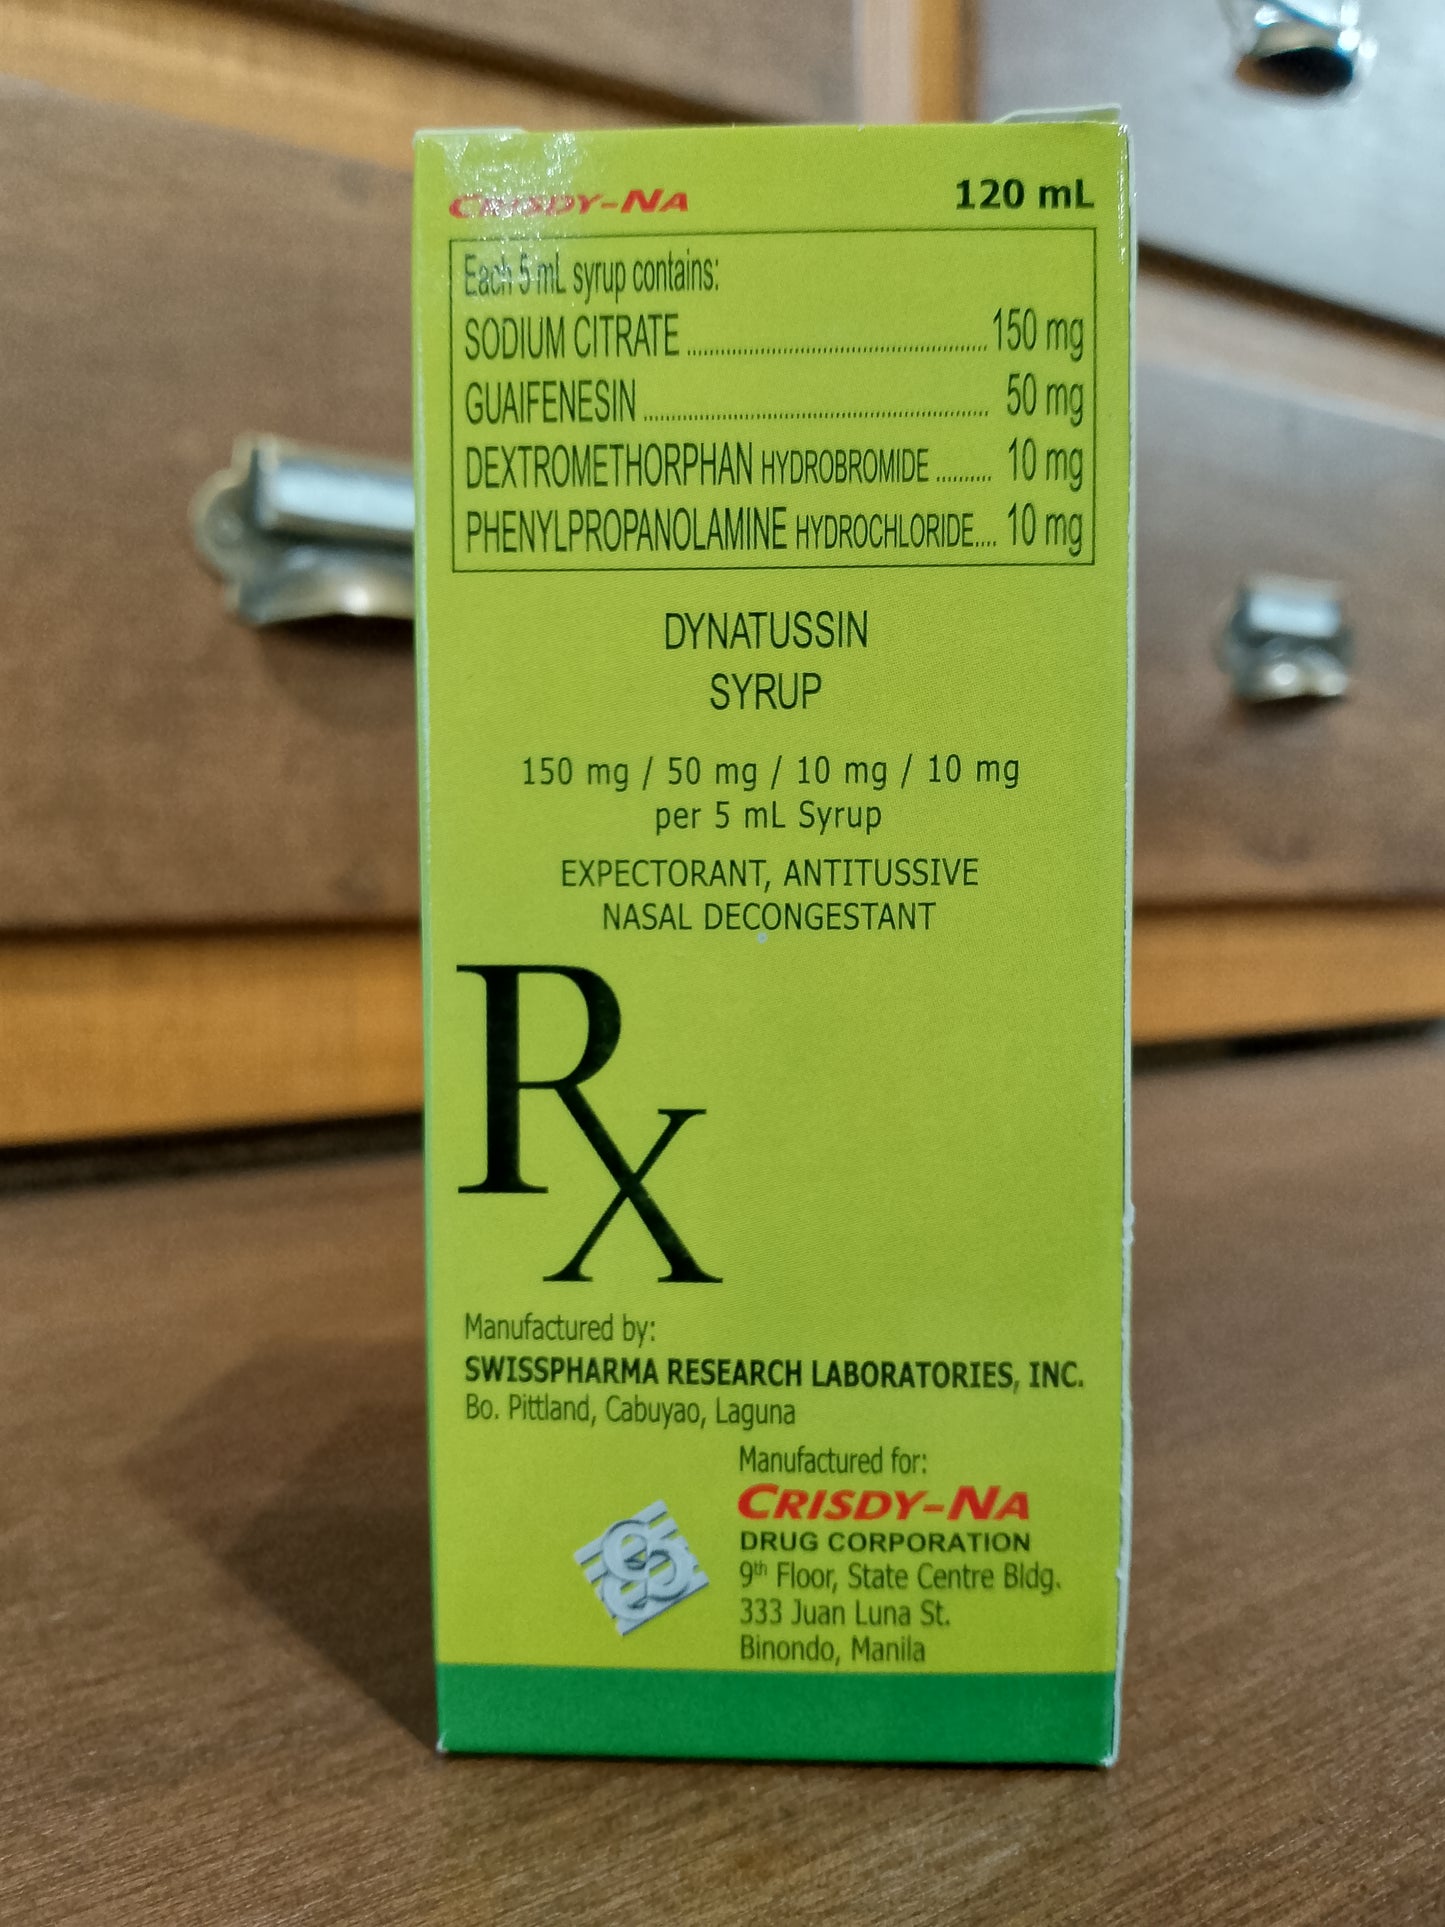 CRISDY-NA 120 mL
Each 5 mL syrup contains:
SODIUM CITRATE ................................................ 150 mg
GUAIFENESIN ........................................................ 50 mg
DEXTROMETHORPHAN HYDROBROMIDE .......... 10 mg
PHENYLPROPANOLAMINE HYDROCHLORIDE.... 10 mg
DYNATUSSIN
SYRUP
150 mg / 50 mg / 10 mg / 10 mg
per 5 mL Syrup
EXPECTORANT, ANTITUSSIVE
NASAL DECONGESTANT
Rx
Manufactured by:
SWISSPHARMA RESEARCH LABORATORIES, INC.
Bo. Pittland, Cabuyao, Laguna
Manufactured for:
CRISDY-NA
DRUG CORPORATION
9th Floor, State Centre Bldg.
333 Juan Luna St.
Binondo, Manila